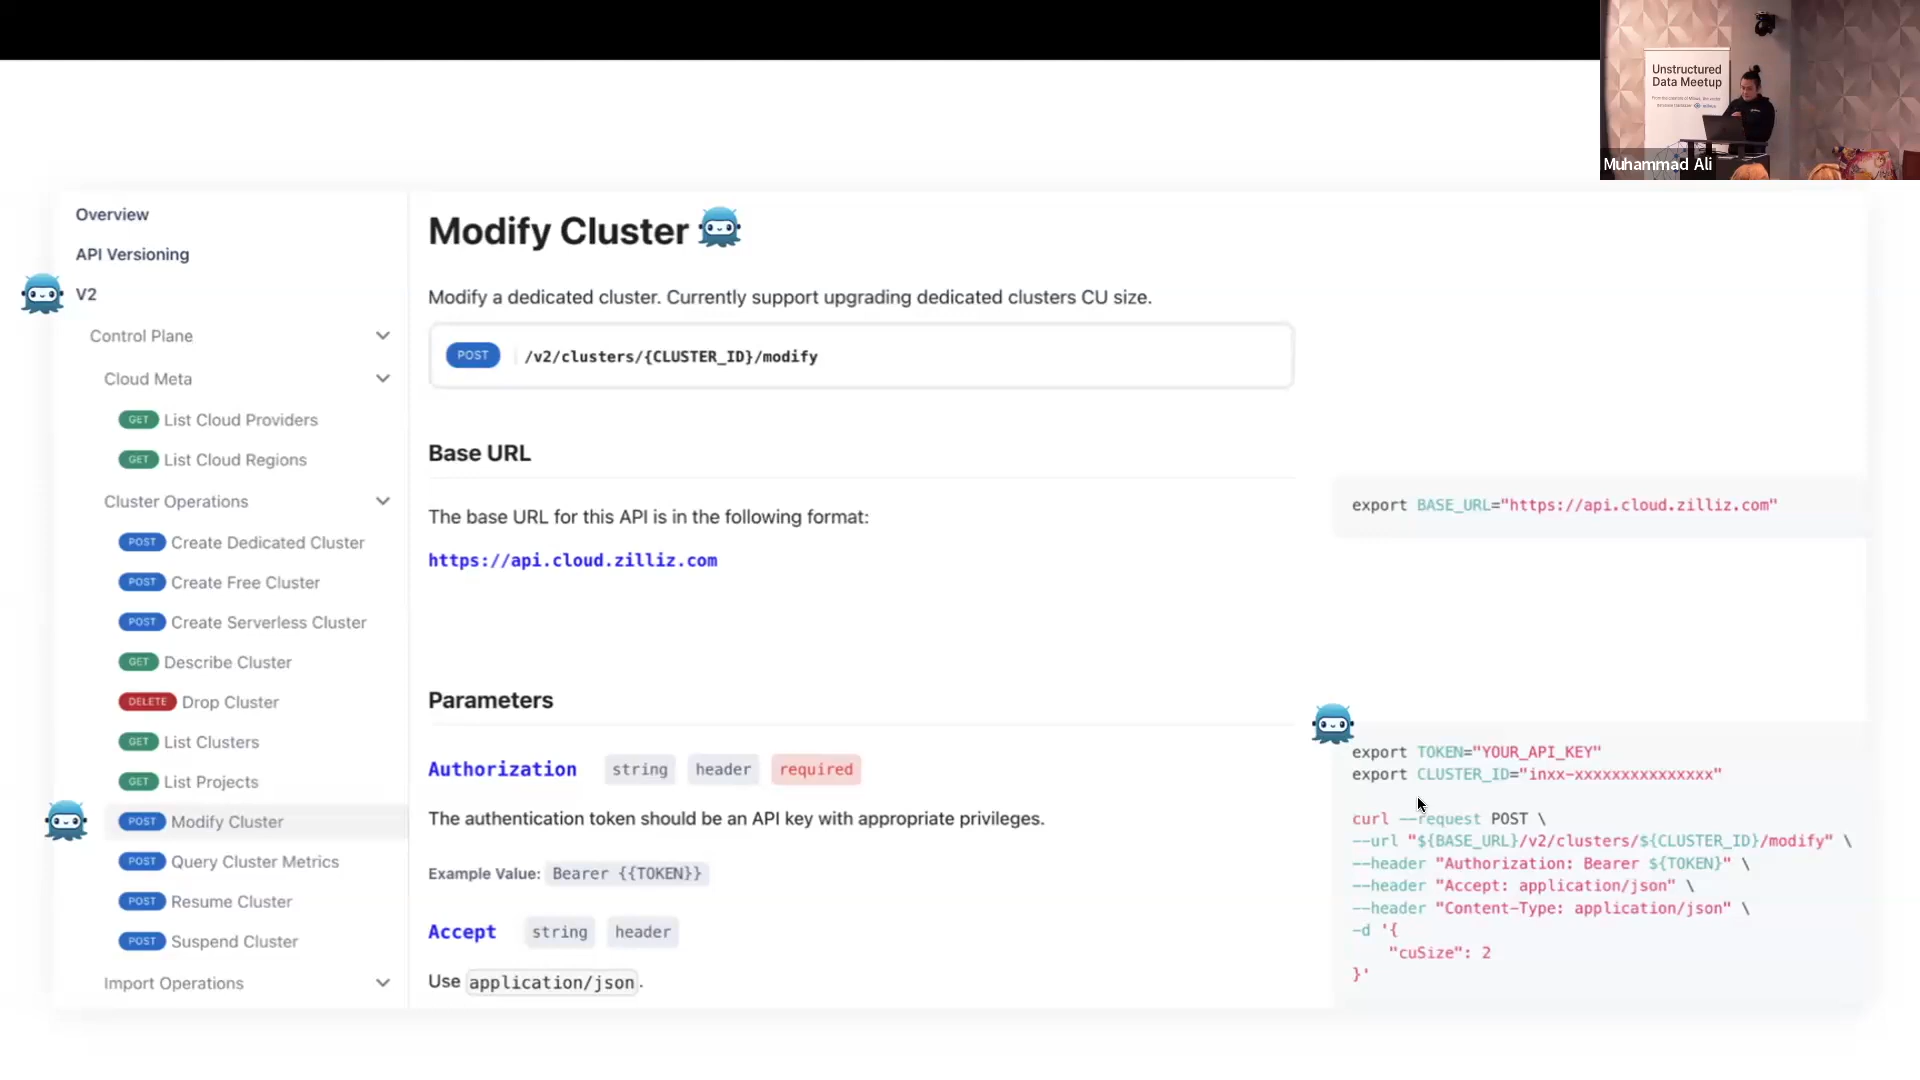 Unstructured
Data Meetup
Muhammad Ali
Overview
API Versioning
V2
Control Plane
Cloud Meta
GET List Cloud Providers
GET List Cloud Regions
Cluster Operations
POST Create Dedicated Cluster
POST Create Free Cluster
POST Create Serverless Cluster
GET Describe Cluster
DELETE Drop Cluster
GET List Clusters
GET List Projects
POST Modify Cluster
POST Query Cluster Metrics
POST Resume Cluster
POST Suspend Cluster
Import Operations
Modify Cluster
Modify a dedicated cluster. Currently support upgrading dedicated clusters CU size.
POST /v2/clusters/{CLUSTER_ID}/modify
Base URL
The base URL for this API is in the following format:
https://api.cloud.zilliz.com
Parameters
Authorization string header required
The authentication token should be an API key with appropriate privileges.
Example Value: Bearer {{TOKEN}}
Accept string header
Use application/json.
export BASE_URL="https://api.cloud.zilliz.com"
export TOKEN="YOUR_API_KEY"
export CLUSTER_ID="inxx-xxxxxxxxxxxxxxx"
curl --request POST \
--url "${BASE_URL}/v2/clusters/${CLUSTER_ID}/modify" \
--header "Authorization: Bearer ${TOKEN}" \
--header "Accept: application/json" \
--header "Content-Type: application/json" \
-d '{
"cuSize": 2
}'